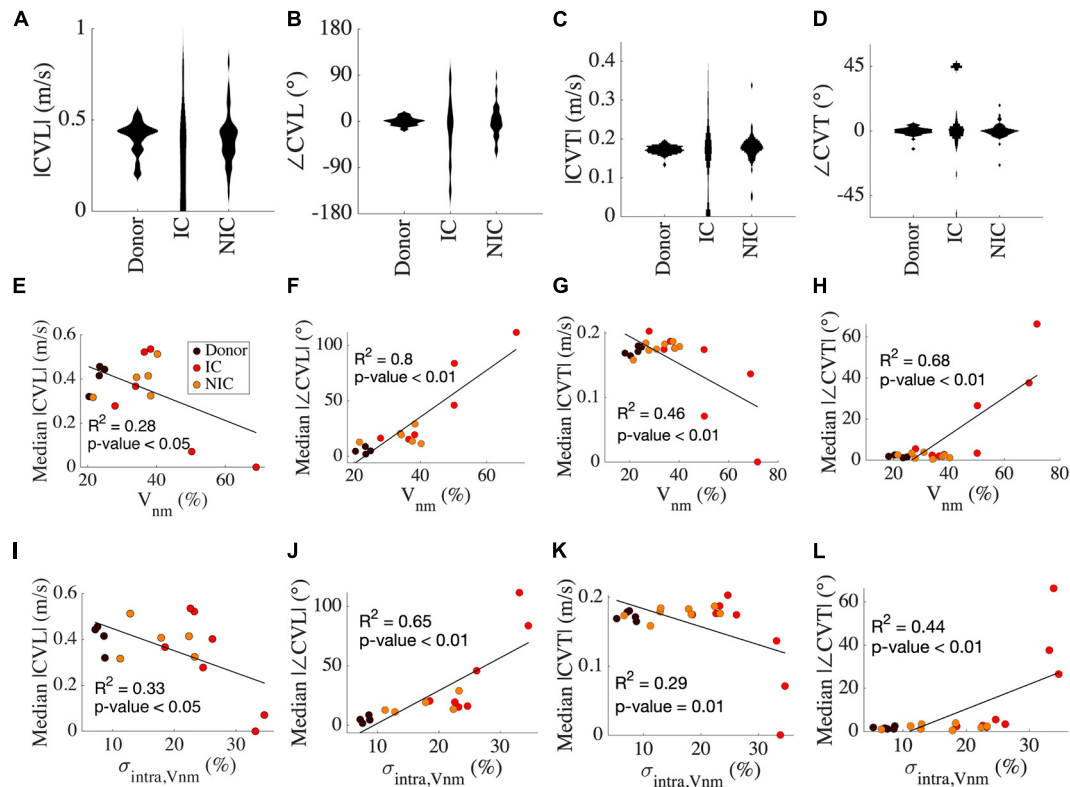 A
|CVL| (m/s)
1
0.5
0
Donor
IC
NIC
B
∠CVL (°)
180
90
0
-90
-180
Donor
IC
NIC
C
|CVT| (m/s)
0.4
0.3
0.2
0.1
0
Donor
IC
NIC
D
∠CVT (°)
45
0
-45
Donor
IC
NIC
E
Median |CVL| (m/s)
0.6
0.4
0.2
0
Donor
IC
NIC
R² = 0.28
p-value < 0.05
20
40
60
Vnm (%)
F
Median |∠CVL| (°)
100
50
0
R² = 0.8
p-value < 0.01
20
40
60
Vnm (%)
G
Median |CVT| (m/s)
0.2
0.1
0
R² = 0.46
p-value < 0.01
20
40
60
80
Vnm (%)
H
Median |∠CVT| (°)
60
40
20
0
R² = 0.68
p-value < 0.01
20
40
60
80
Vnm (%)
I
Median |CVL| (m/s)
0.6
0.4
0.2
0
R² = 0.33
p-value < 0.05
10
20
30
σintra,Vnm (%)
J
Median |∠CVL| (°)
100
50
0
R² = 0.65
p-value < 0.01
10
20
30
σintra,Vnm (%)
K
Median |CVT| (m/s)
0.2
0.1
0
R² = 0.29
p-value = 0.01
10
20
30
σintra,Vnm (%)
L
Median |∠CVT| (°)
60
40
20
0
R² = 0.44
p-value < 0.01
10
20
30
σintra,Vnm (%)